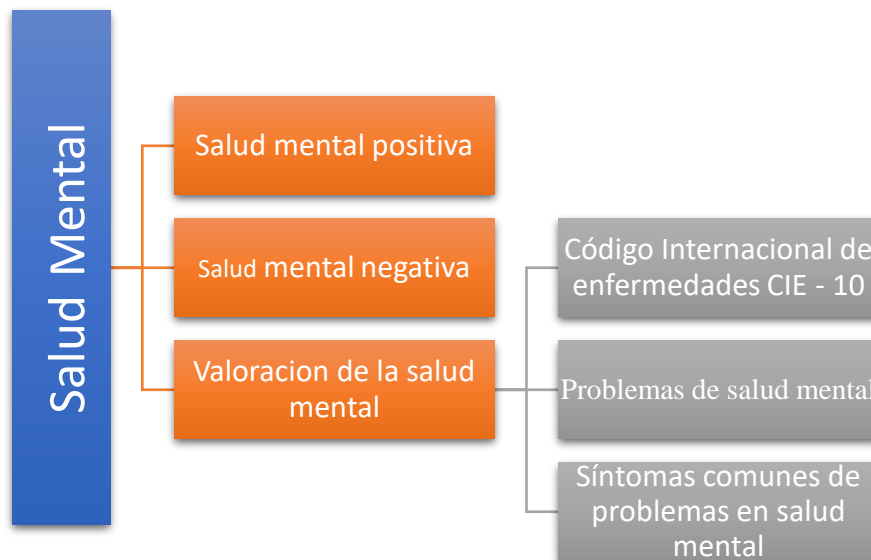 Salud Mental
Salud mental positiva
Salud mental negativa
Valoracion de la salud
mental
Código Internacional de
enfermedades CIE - 10
Problemas de salud mental
Síntomas comunes de
problemas en salud
mental